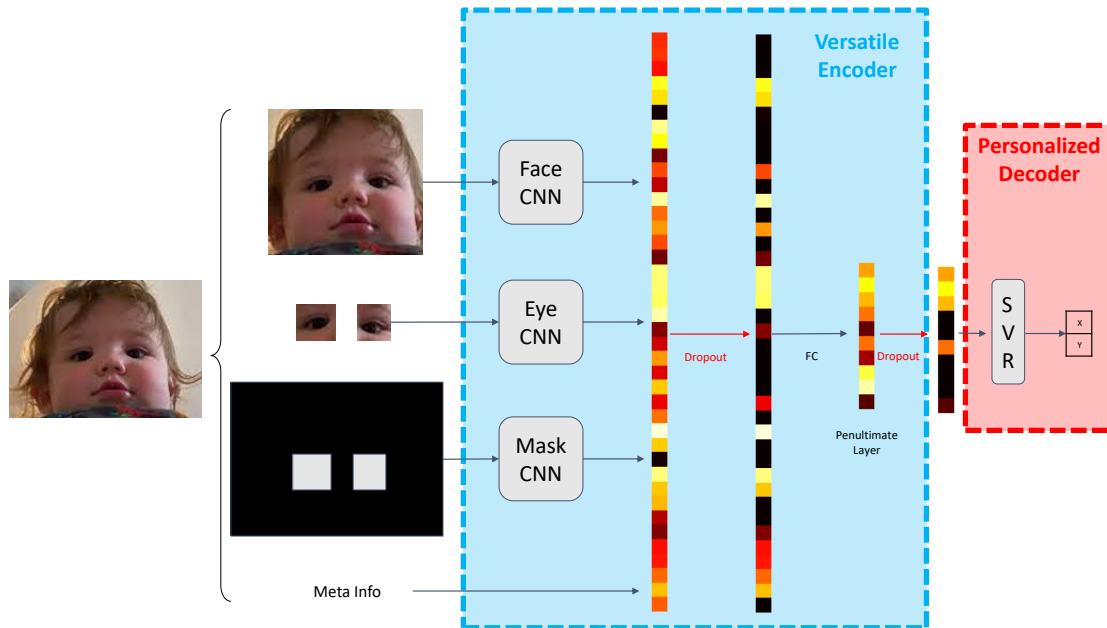 Versatile
Encoder
Personalized
Decoder
Face
CNN
Eye
CNN
Mask
CNN
Meta Info
Dropout
FC
Dropout
Penultimate
Layer
S
V
R
X
Y